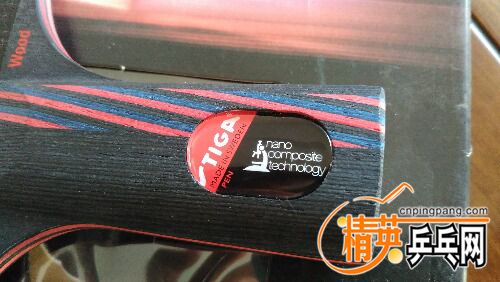 Wood
STIGA
MADE IN SWEDEN
PEN
nano
composite
technology
cnpingpang.com
精英乒乓网